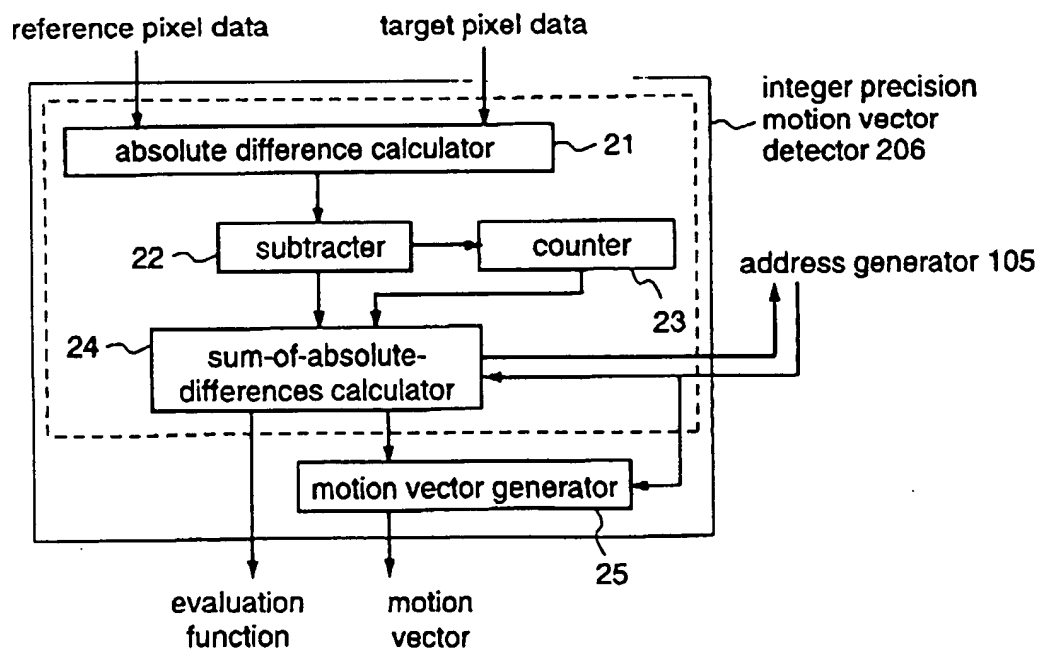 reference pixel data
target pixel data
integer precision
motion vector
detector 206
absolute difference calculator
21
22
subtracter
counter
23
address generator 105
24
sum-of-absolute-
differences calculator
motion vector generator
25
evaluation
function
motion
vector